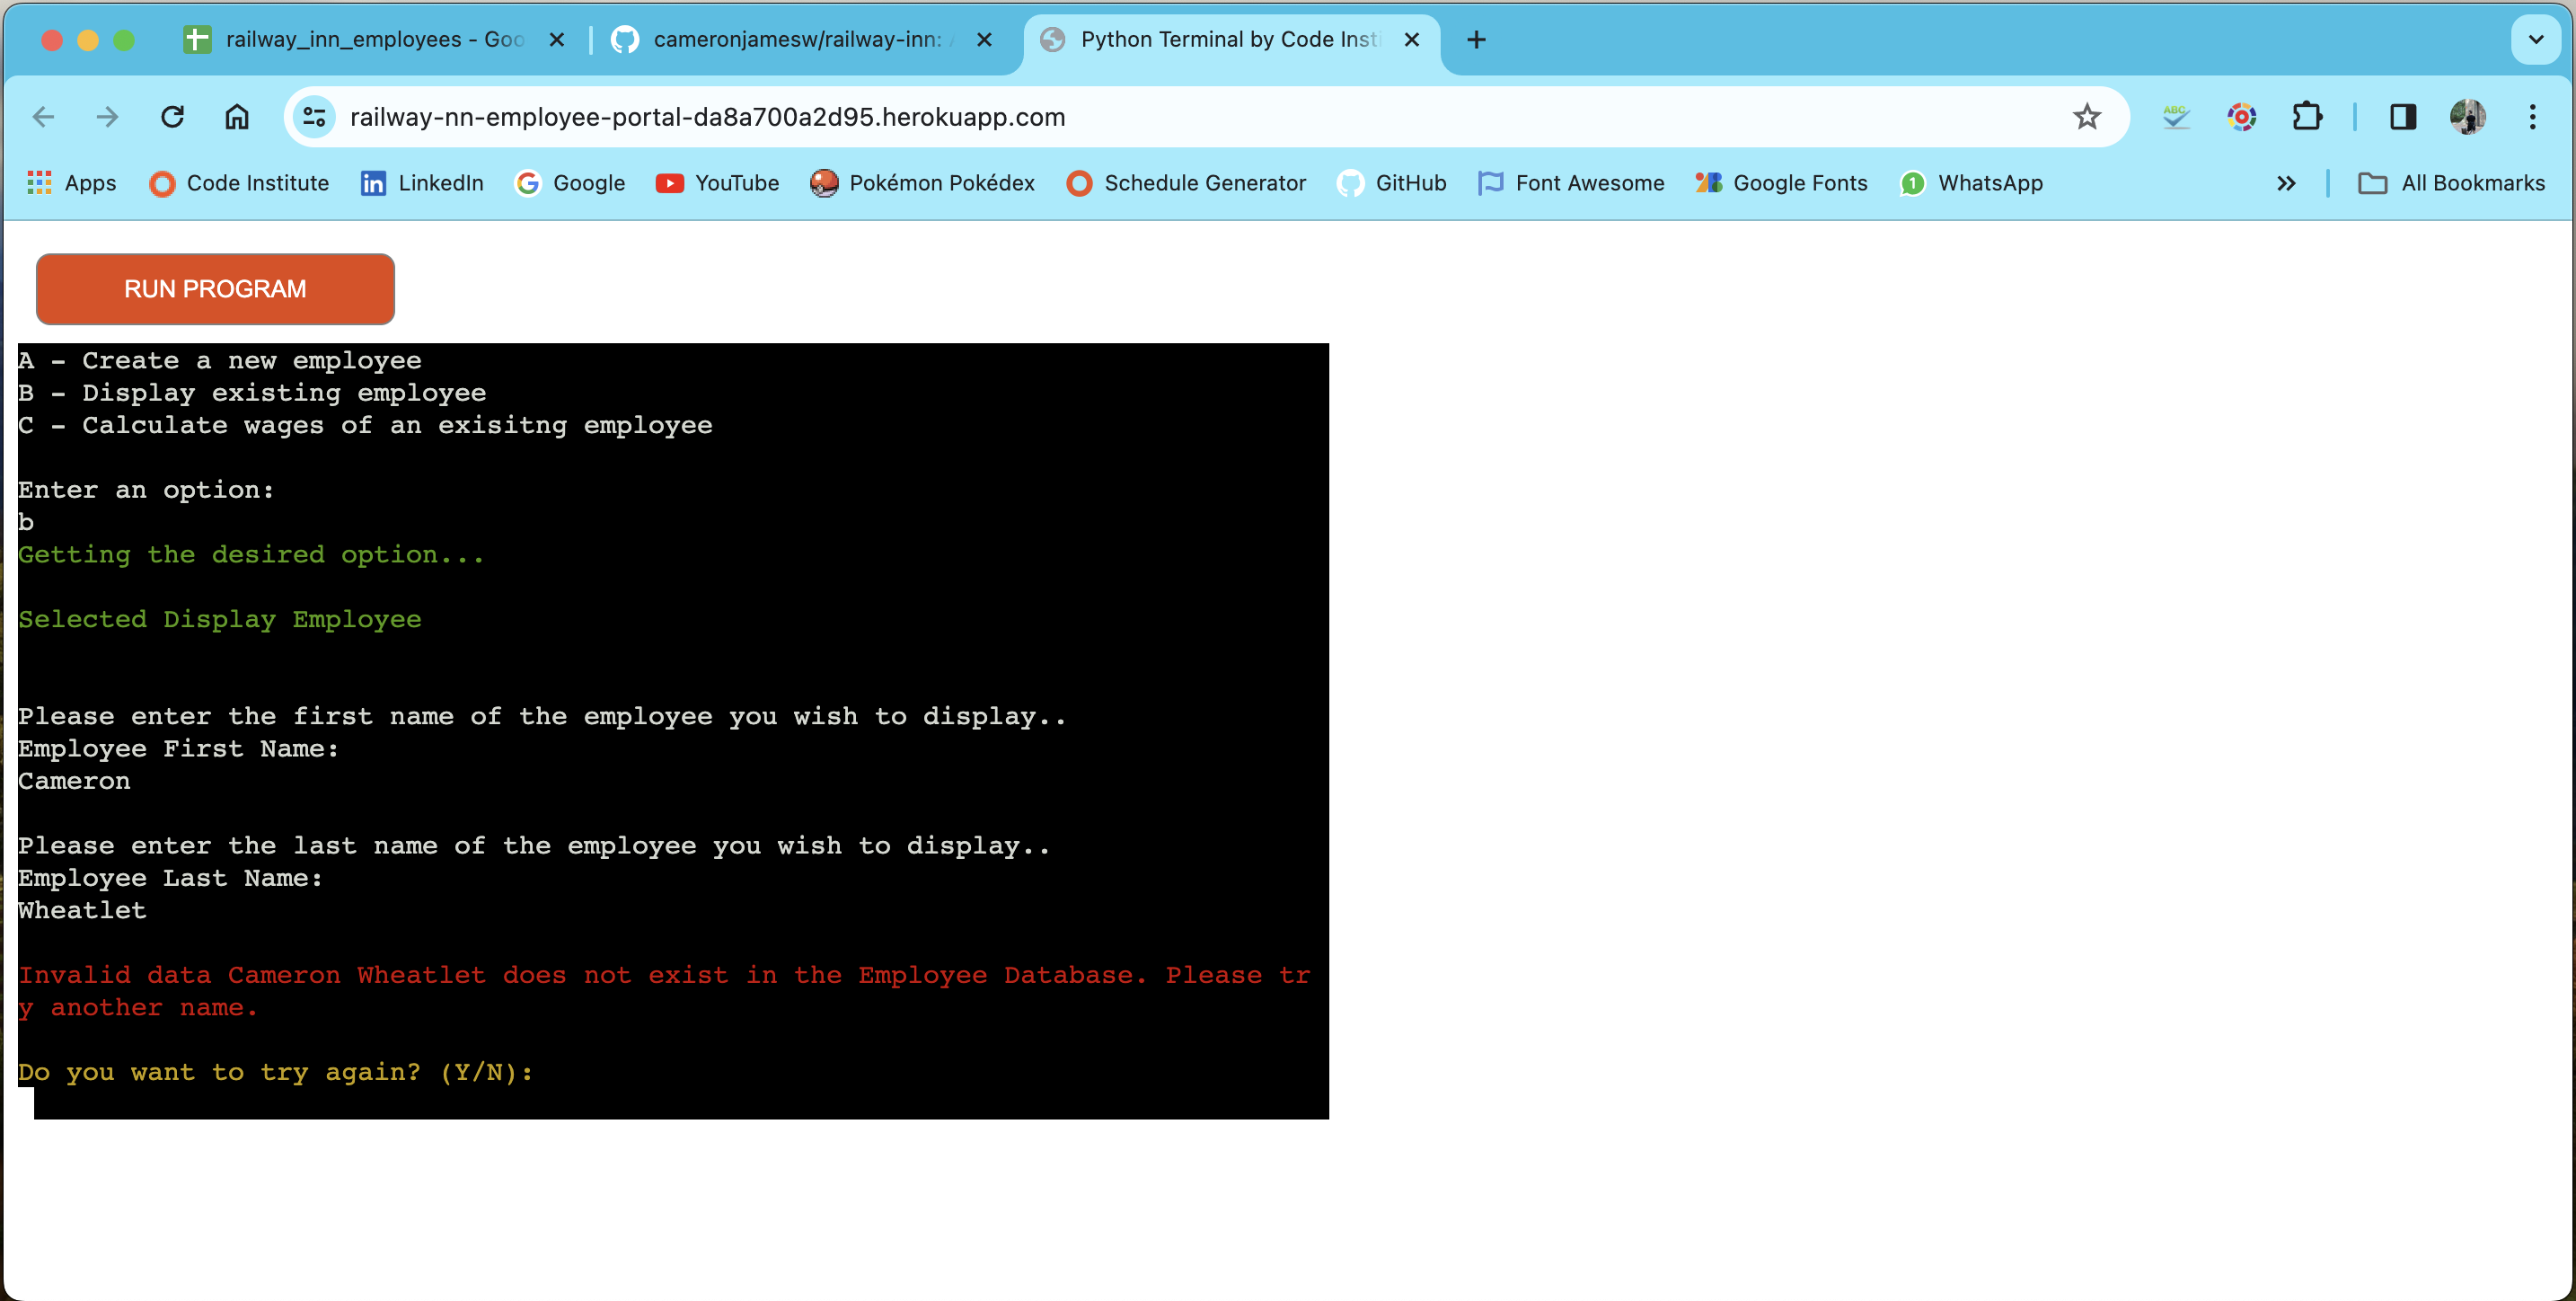 railway_inn_employees - Goo
cameronjamesw/railway-inn:
Python Terminal by Code Insti
railway-nn-employee-portal-da8a700a2d95.herokuapp.com
ABC
Apps
Code Institute
LinkedIn
Google
YouTube
Pokémon Pokédex
Schedule Generator
GitHub
Font Awesome
Google Fonts
1
WhatsApp
All Bookmarks
RUN PROGRAM
A - Create a new employee
B - Display existing employee
C - Calculate wages of an exisitng employee
Enter an option:
b
Getting the desired option...
Selected Display Employee
Please enter the first name of the employee you wish to display..
Employee First Name:
Cameron
Please enter the last name of the employee you wish to display..
Employee Last Name:
Wheatlet
Invalid data Cameron Wheatlet does not exist in the Employee Database. Please tr
y another name.
Do you want to try again? (Y/N):